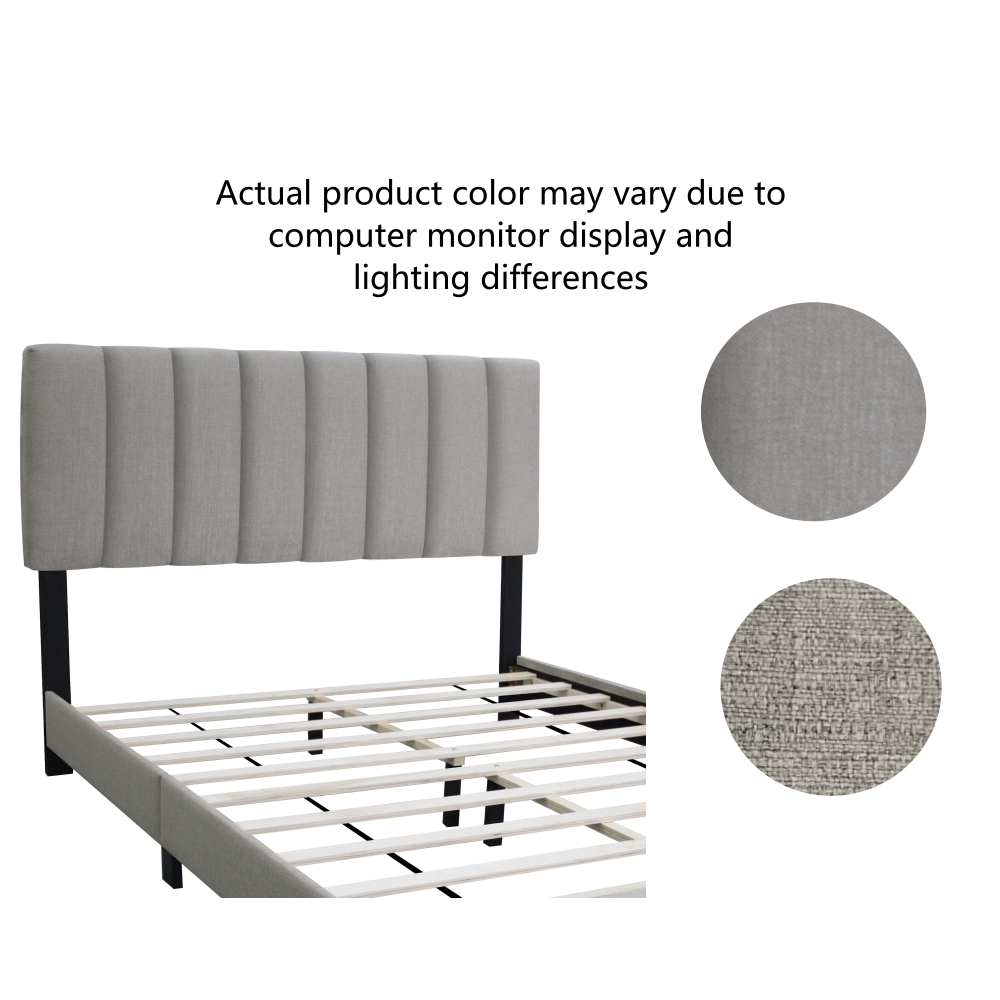 Actual product color may vary due to
computer monitor display and
lighting differences